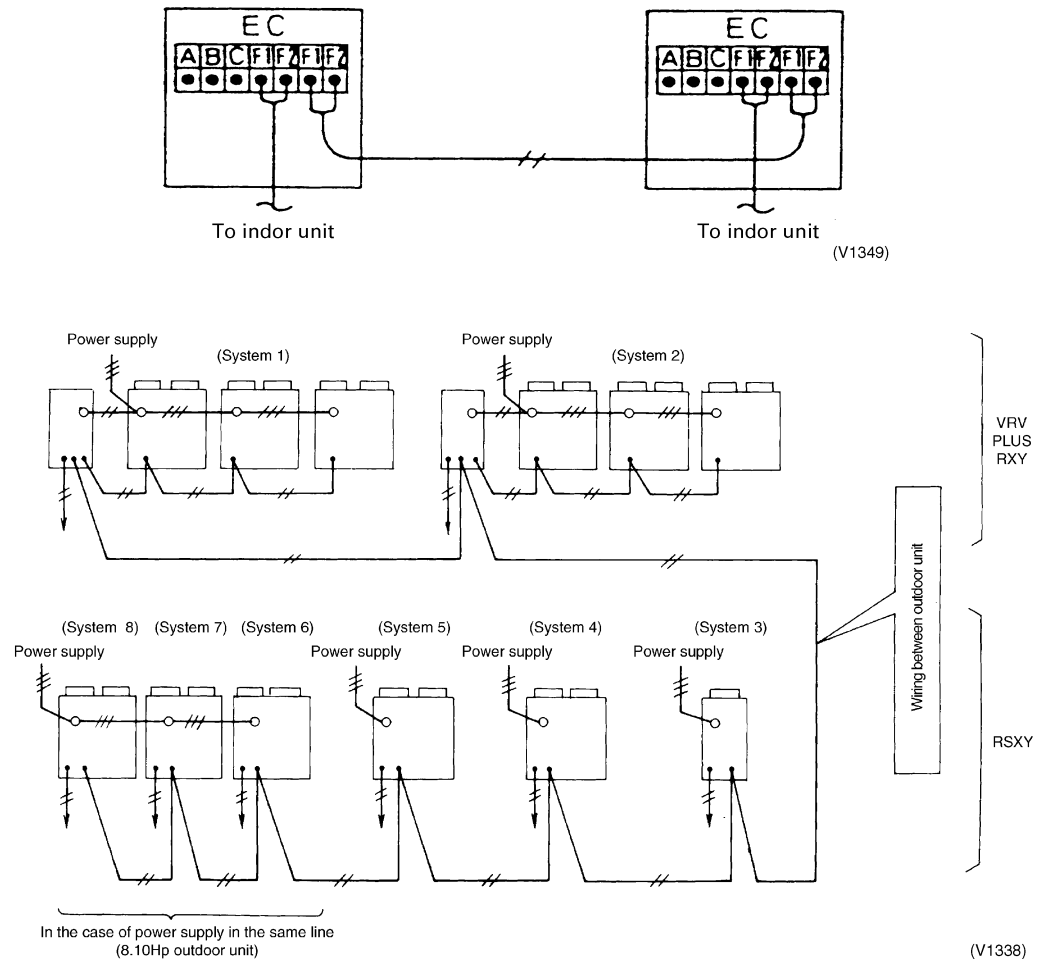 EC
A B C F1 F2 F1 F2
EC
A B C F1 F2 F1 F2
To indor unit
To indor unit
(V1349)
Power supply
(System 1)
Power supply
(System 2)
VRV
PLUS
RXY
Wiring between outdoor unit
(System 8)
(System 7)
(System 6)
(System 5)
(System 4)
(System 3)
Power supply
Power supply
Power supply
Power supply
RSXY
In the case of power supply in the same line
(8.10Hp outdoor unit)
(V1338)